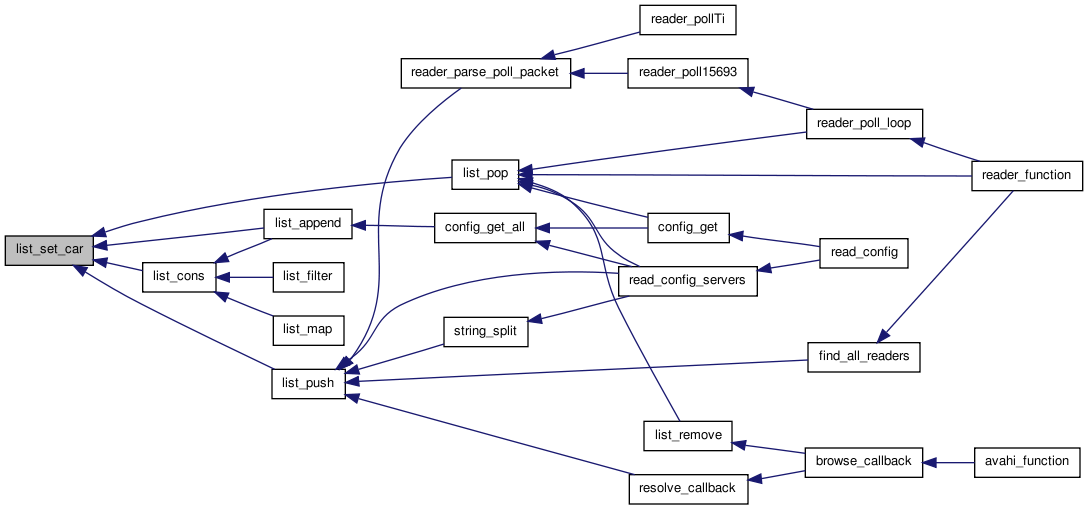 reader_pollTi
reader_parse_poll_packet
reader_poll15693
reader_poll_loop
list_pop
reader_function
list_append
config_get_all
config_get
list_set_car
read_config
list_cons
list_filter
read_config_servers
list_map
string_split
find_all_readers
list_push
list_remove
browse_callback
avahi_function
resolve_callback